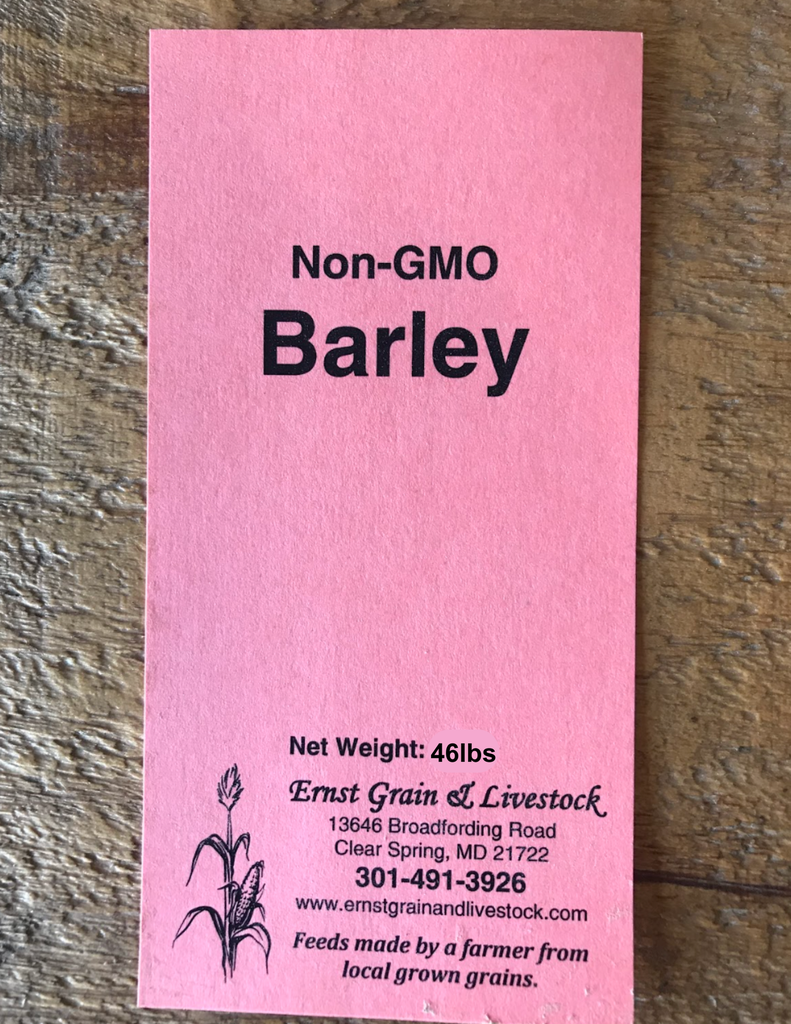 Non-GMO
Barley
Net Weight: 46lbs
Ernst Grain & Livestock
13646 Broadfording Road
Clear Spring, MD 21722
301-491-3926
www.ernstgrainandlivestock.com
Feeds made by a farmer from
local grown grains.